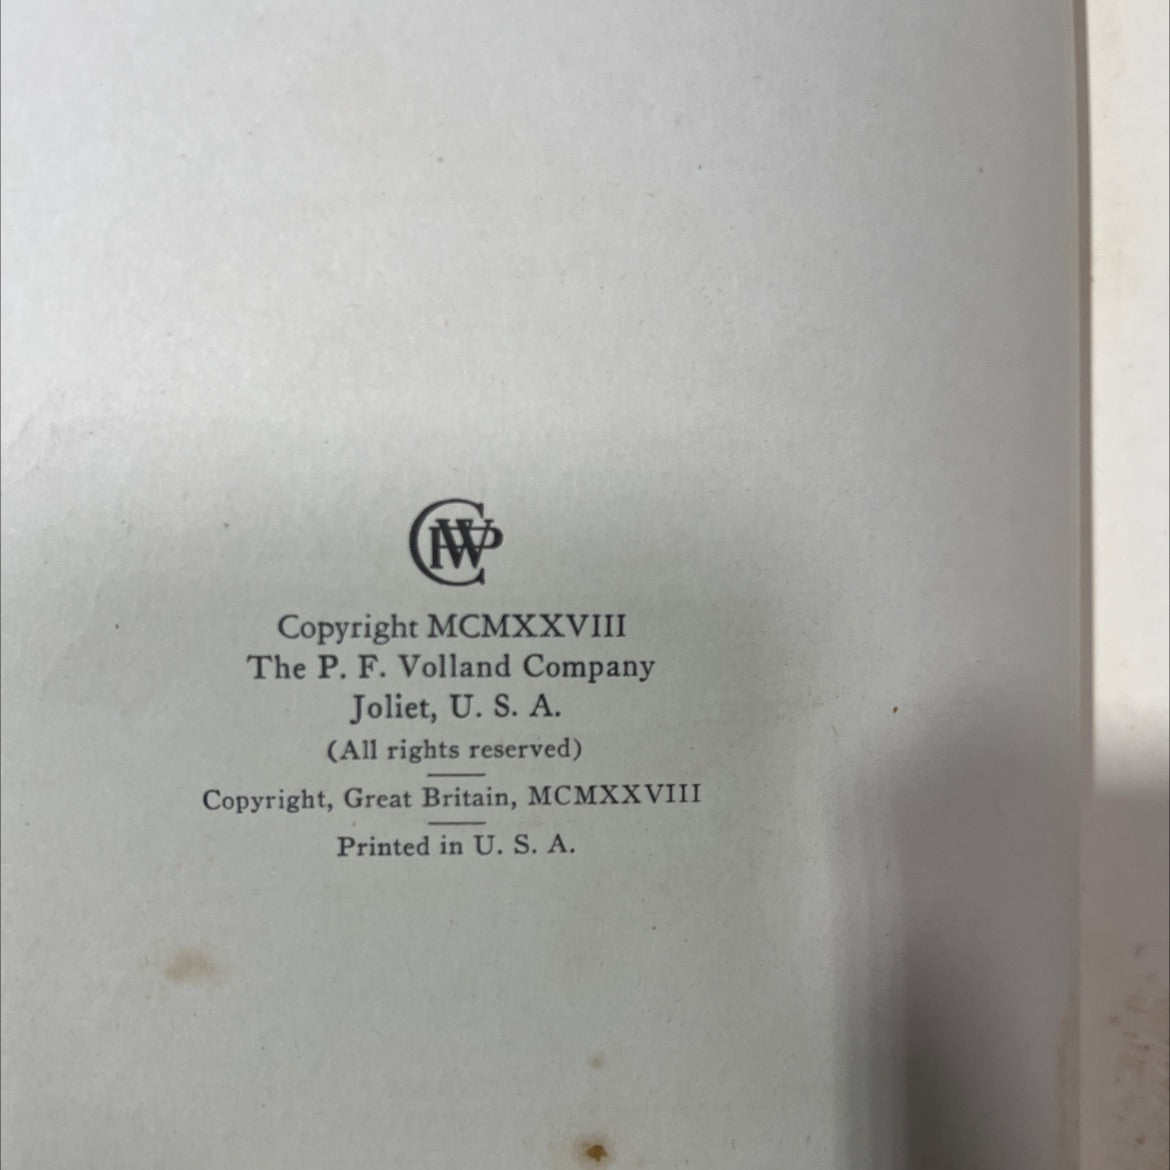 Copyright MCMXXVIII
The P. F. Volland Company
Joliet, U. S. A.
(All rights reserved)
Copyright, Great Britain, MCMXXVIII
Printed in U. S. A.